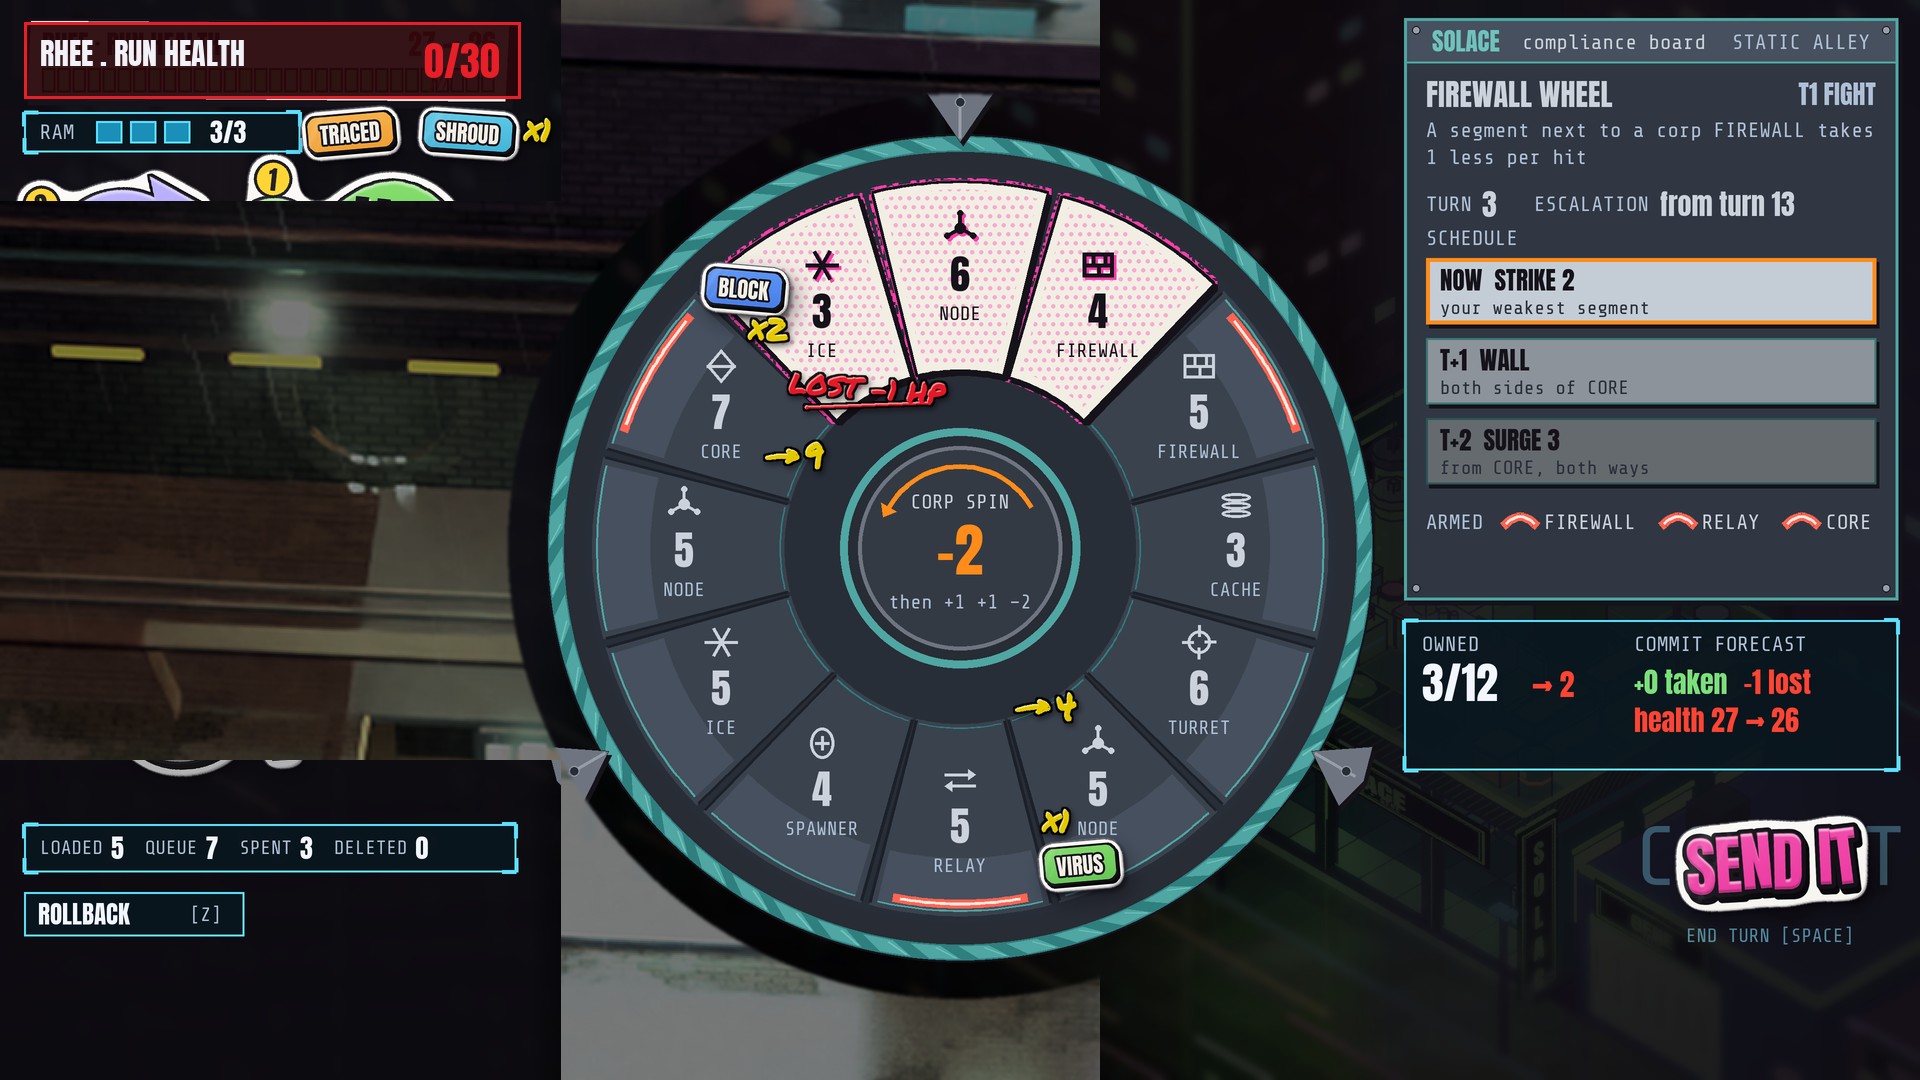 RHEE . RUN HEALTH
0/30
RAM 3/3
TRACED
SHROUD
X1
1
LOADED 5 QUEUE 7 SPENT 3 DELETED 0
ROLLBACK [Z]
BLOCK
X2
3
ICE
LOST -1 HP
6
NODE
4
FIREWALL
5
FIREWALL
3
CACHE
6
TURRET
→4
5
NODE
X1
VIRUS
5
RELAY
4
SPAWNER
5
ICE
5
NODE
7
CORE
→9
CORP SPIN
-2
then +1 +1 -2
SOLACE compliance board STATIC ALLEY
FIREWALL WHEEL T1 FIGHT
A segment next to a corp FIREWALL takes
1 less per hit
TURN 3 ESCALATION from turn 13
SCHEDULE
NOW STRIKE 2
your weakest segment
T+1 WALL
both sides of CORE
T+2 SURGE 3
from CORE, both ways
ARMED FIREWALL RELAY CORE
OWNED
3/12 → 2
COMMIT FORECAST
+0 taken -1 lost
health 27 → 26
SEND IT
END TURN [SPACE]